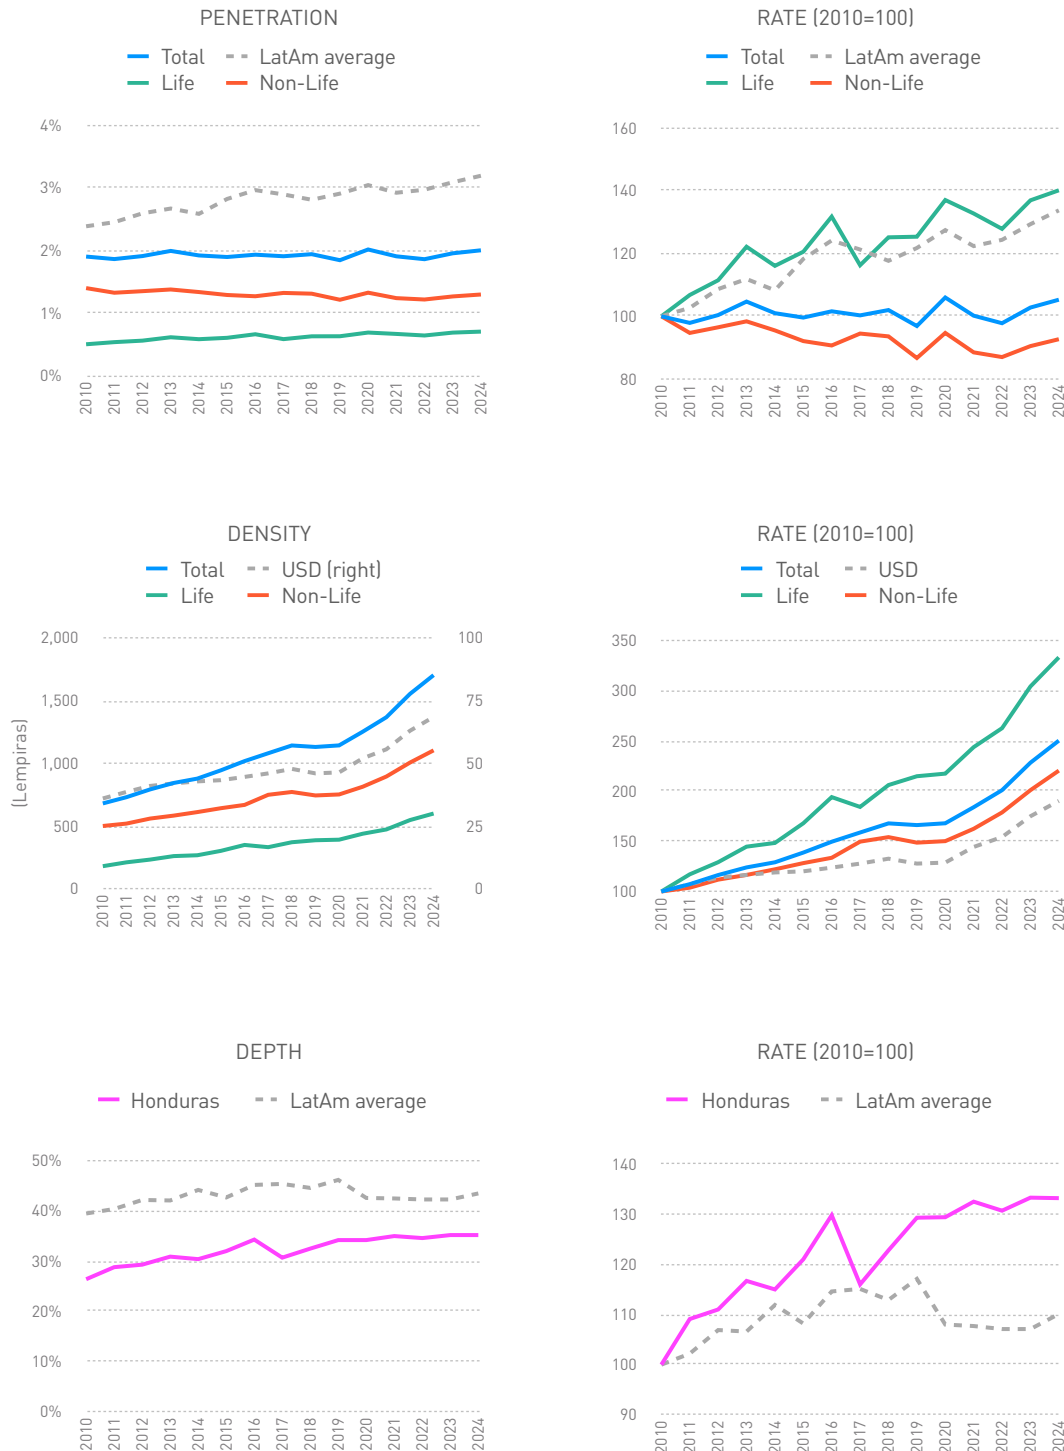 PENETRATION
Total LatAm average
Life Non-Life
4%
3%
2%
1%
0%
2010 2011 2012 2013 2014 2015 2016 2017 2018 2019 2020 2021 2022 2023 2024
RATE (2010=100)
Total LatAm average
Life Non-Life
160
140
120
100
80
2010 2011 2012 2013 2014 2015 2016 2017 2018 2019 2020 2021 2022 2023 2024
DENSITY
Total USD (right)
Life Non-Life
(Lempiras)
2,000 100
1,500 75
1,000 50
500 25
0 0
2010 2011 2012 2013 2014 2015 2016 2017 2018 2019 2020 2021 2022 2023 2024
RATE (2010=100)
Total USD
Life Non-Life
350
300
250
200
150
100
2010 2011 2012 2013 2014 2015 2016 2017 2018 2019 2020 2021 2022 2023 2024
DEPTH
Honduras LatAm average
50%
40%
30%
20%
10%
0%
2010 2011 2012 2013 2014 2015 2016 2017 2018 2019 2020 2021 2022 2023 2024
RATE (2010=100)
Honduras LatAm average
140
130
120
110
100
90
2010 2011 2012 2013 2014 2015 2016 2017 2018 2019 2020 2021 2022 2023 2024